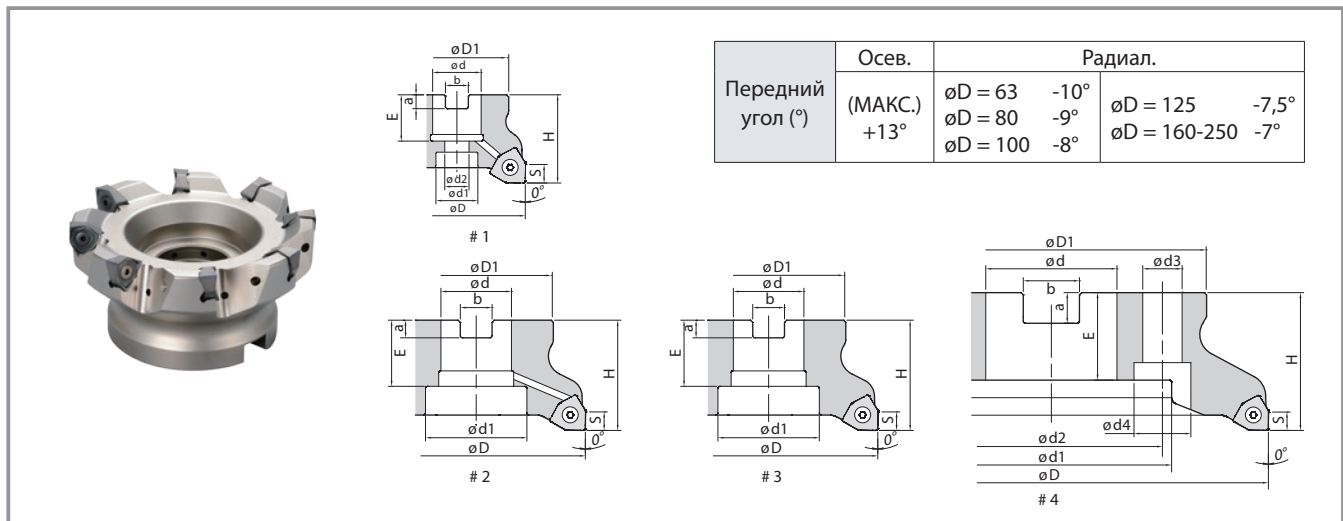 øD1
ød
b
a
E
H
S
ød2
ød1
øD
0°
# 1
Осев.
Радиал.
Передний
угол (°)
(МАКС.)
+13°
øD = 63 -10°
øD = 80 -9°
øD = 100 -8°
øD = 125 -7,5°
øD = 160-250 -7°
øD1
ød
b
a
E
H
S
ød1
øD
0°
# 2
øD1
ød
b
a
E
H
S
ød1
øD
0°
# 3
øD1
ød
ød3
b
a
E
H
S
ød4
ød2
ød1
øD
0°
# 4